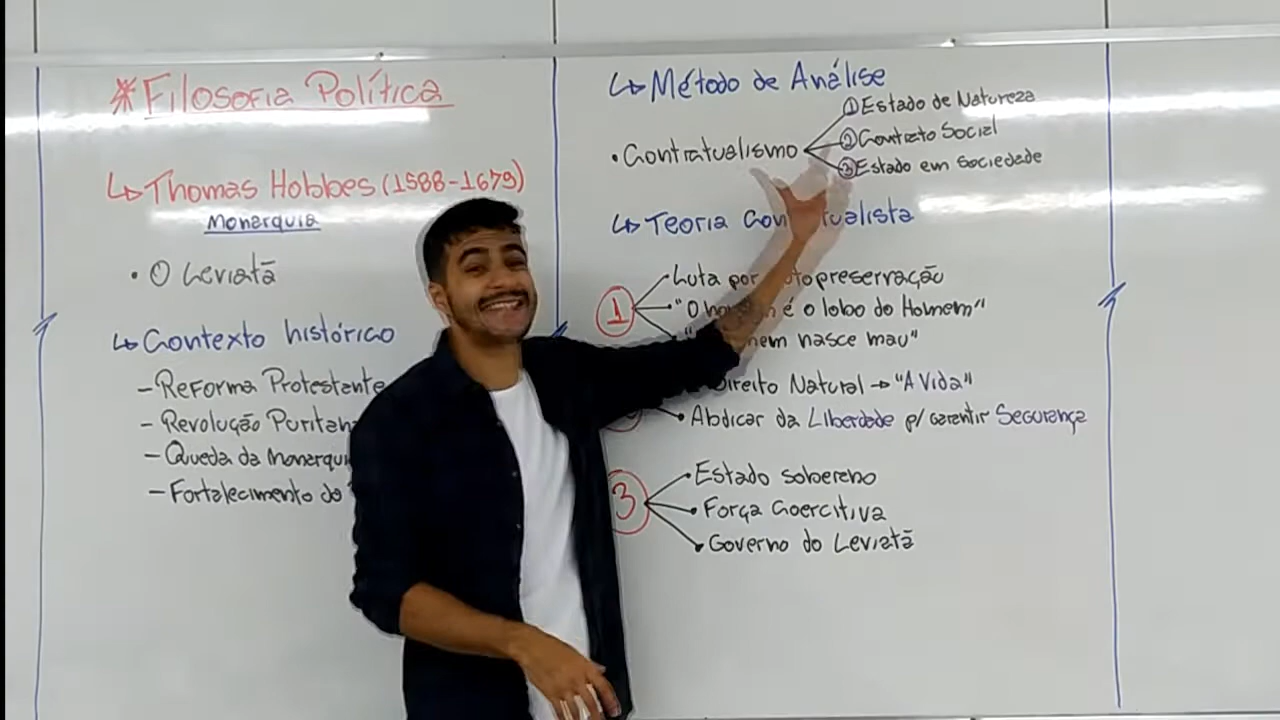 * Filosofia Política
↳ Thomas Hobbes (1588-1679)
Monarquia
• O Leviatã
↳ Contexto histórico
- Reforma Protestante
- Revolução
- Queda da
- Fortalecimento do
↳ Método de Análise
• Contratualismo
① Estado de Natureza
② Contrato Social
③ Estado em Sociedade
↳ Teoria
1
Luta por
"O é o lobo do Homem"
nasce mau"
Direito Natural → "A Vida"
Abdicar da Liberdade p/ garantir Segurança
3
Estado soberano
Força Coercitiva
Governo do Leviatã